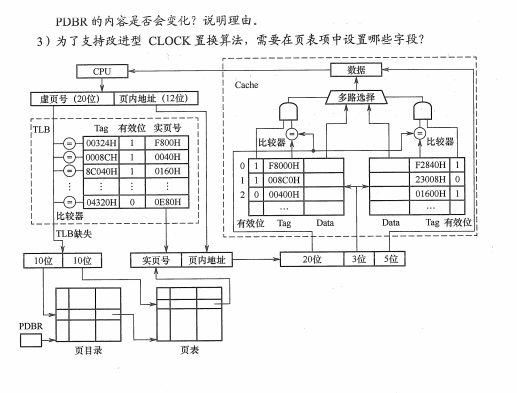 PDBR 的内容是否会变化？说明理由。
3）为了支持改进型 CLOCK 置换算法，需要在页表项中设置哪些字段？
CPU
数据
虚页号（20位） 页内地址（12位）
Cache
多路选择
TLB
Tag 有效位 实页号
= 00324H 1 F800H
= 0008CH 1 0040H
= 8C040H 1 0160H
⋮ ⋮ ⋮
= 04320H 0 0E80H
比较器
= =
比较器 比较器
0 1 F8000H F2840H 1
1 1 008C0H 23008H 0
2 0 00400H 01600H 1
… …
有效位 Tag Data Data Tag 有效位
TLB缺失
10位 10位 实页号 页内地址 20位 3位 5位
PDBR
页目录 页表